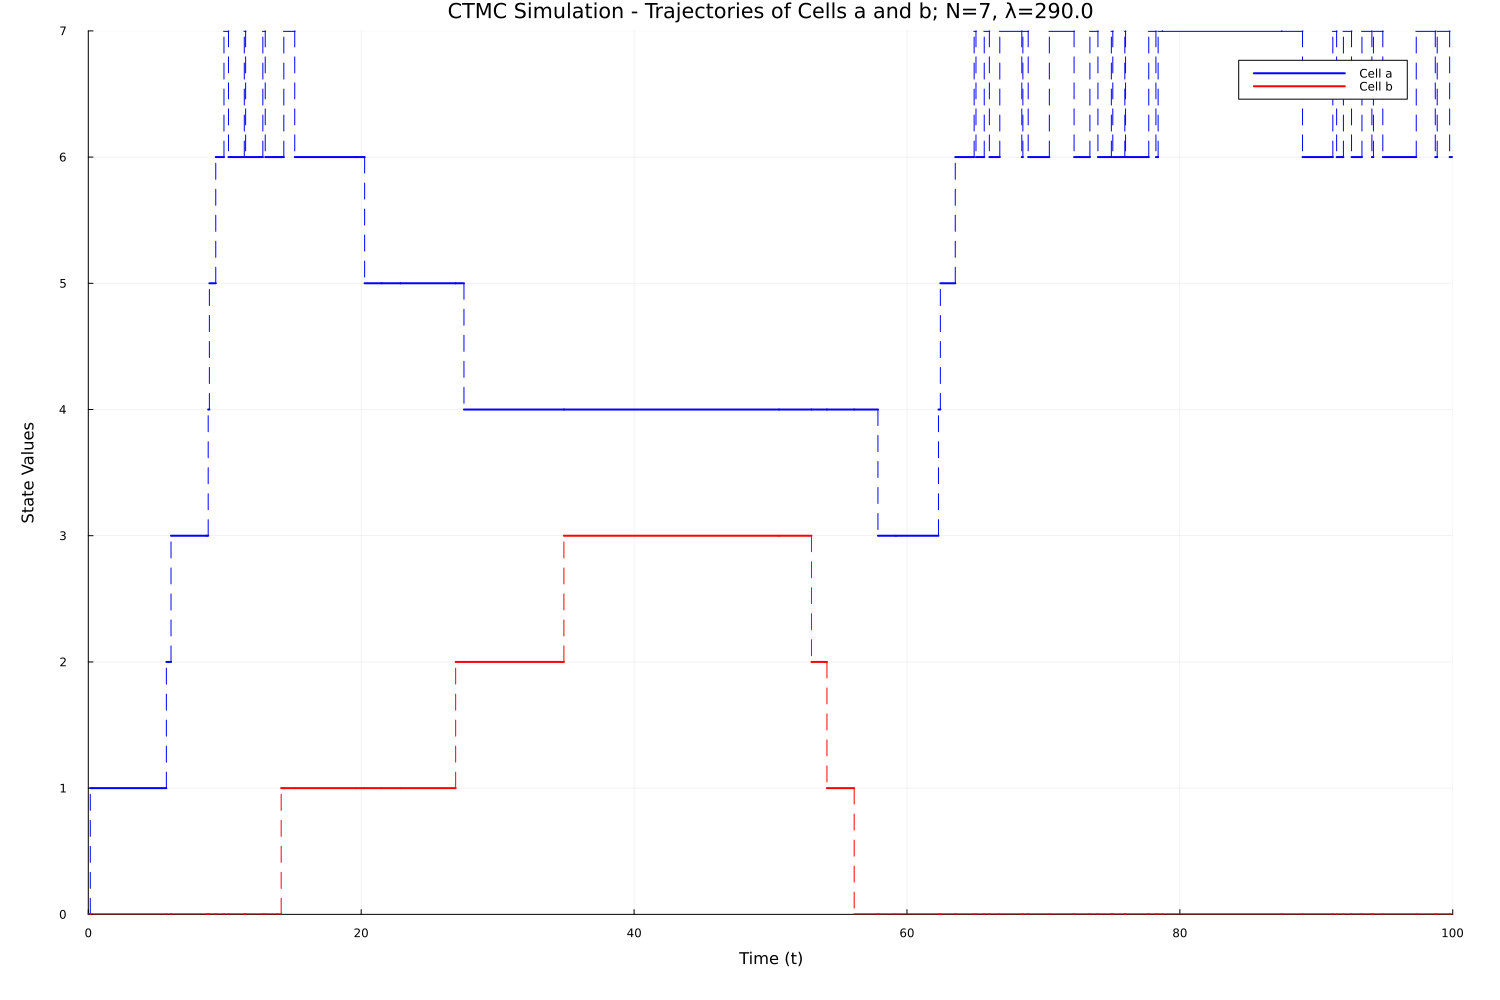 CTMC Simulation - Trajectories of Cells a and b; N=7, λ=290.0
7
Cell a
Cell b
6
5
4
State Values
3
2
1
0
0 20 40 60 80 100
Time (t)